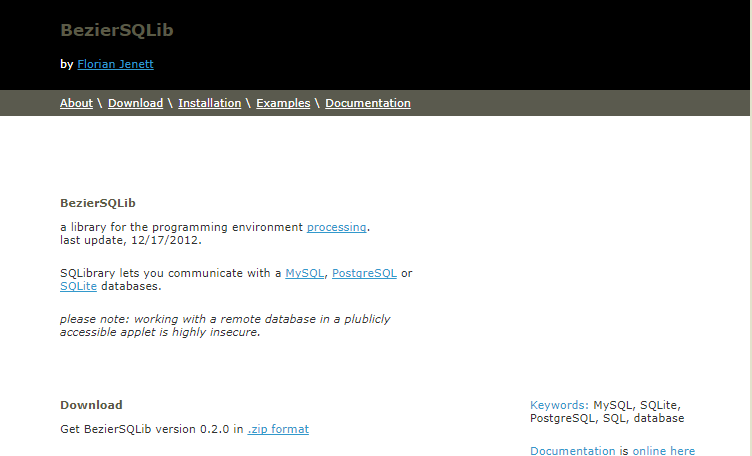 BezierSQLib
by Florian Jenett
About \ Download \ Installation \ Examples \ Documentation
BezierSQLib
a library for the programming environment processing.
last update, 12/17/2012.
SQLibrary lets you communicate with a MySQL, PostgreSQL or
SQLite databases.
please note: working with a remote database in a plublicly
accessible applet is highly insecure.
Download
Get BezierSQLib version 0.2.0 in .zip format
Keywords: MySQL, SQLite,
PostgreSQL, SQL, database
Documentation is online here